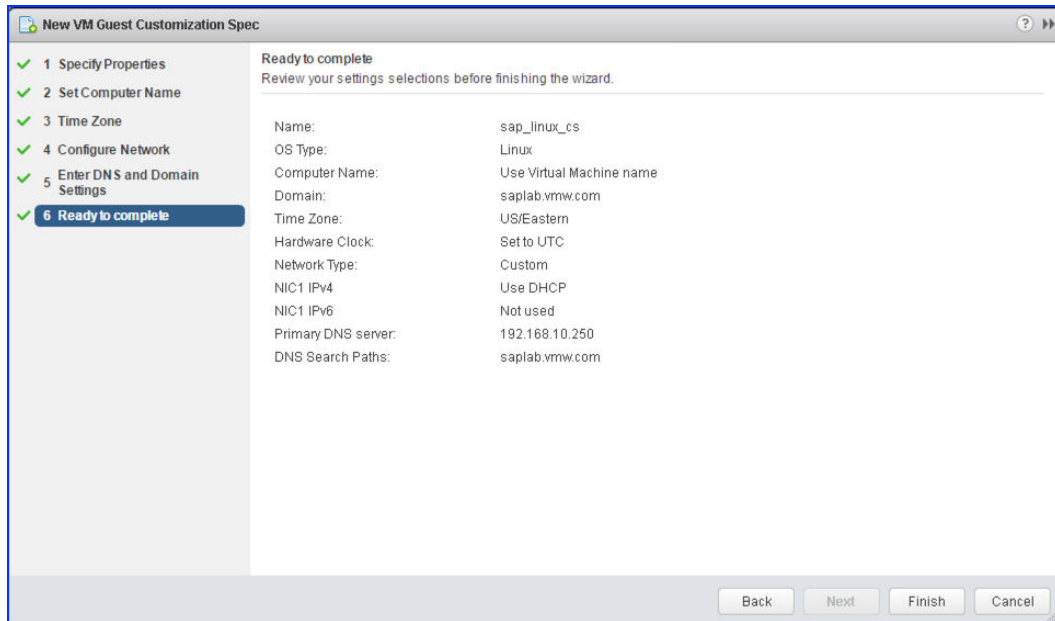 New VM Guest Customization Spec
?
1 Specify Properties
2 Set Computer Name
3 Time Zone
4 Configure Network
5 Enter DNS and Domain
Settings
6 Ready to complete
Ready to complete
Review your settings selections before finishing the wizard.
Name: sap_linux_cs
OS Type: Linux
Computer Name: Use Virtual Machine name
Domain: saplab.vmw.com
Time Zone: US/Eastern
Hardware Clock: Set to UTC
Network Type: Custom
NIC1 IPv4 Use DHCP
NIC1 IPv6 Not used
Primary DNS server: 192.168.10.250
DNS Search Paths: saplab.vmw.com
Back Next Finish Cancel